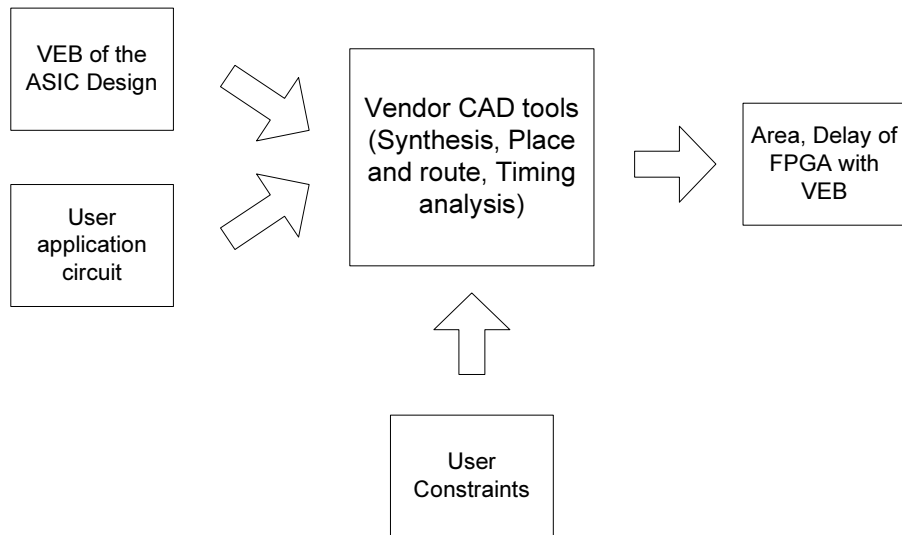 VEB of the
ASIC Design
User
application
circuit
Vendor CAD tools
(Synthesis, Place
and route, Timing
analysis)
Area, Delay of
FPGA with
VEB
User
Constraints